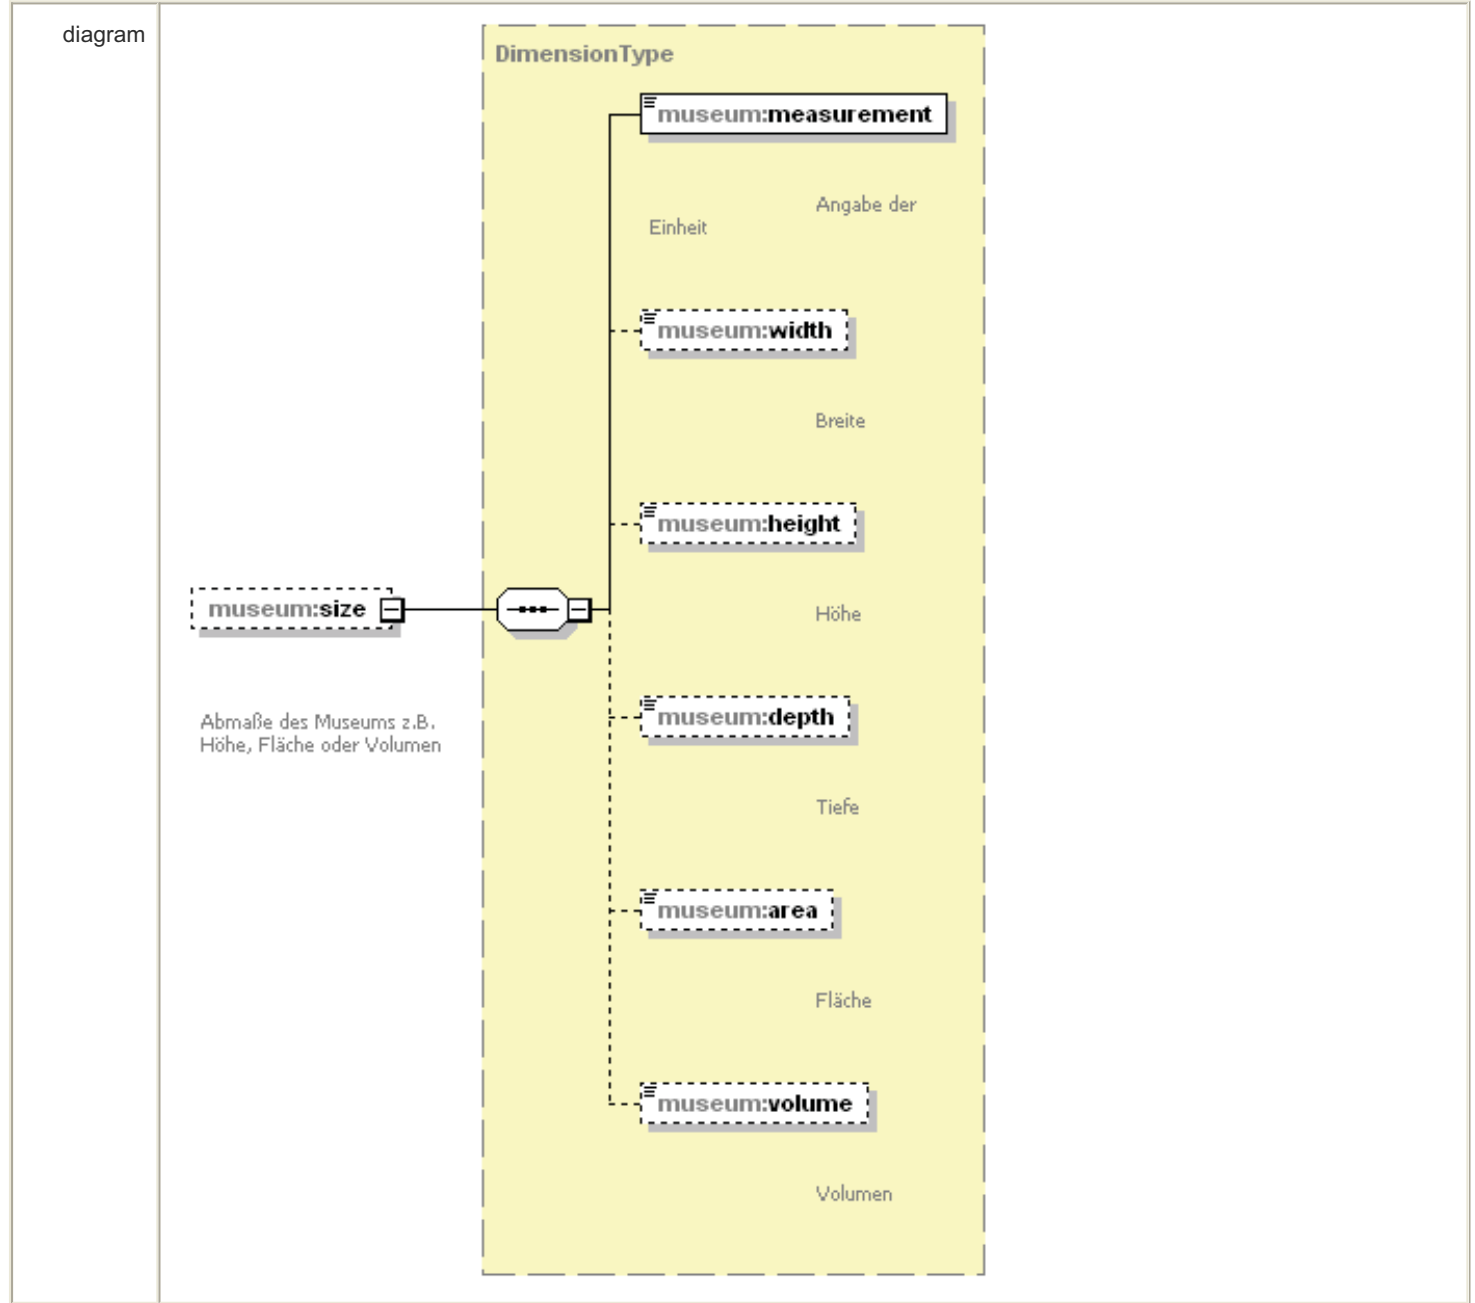 diagram
DimensionType
museum:measurement
Angabe der
Einheit
museum:width
Breite
museum:height
Höhe
museum:size
Abmaße des Museums z.B.
Höhe, Fläche oder Volumen
museum:depth
Tiefe
museum:area
Fläche
museum:volume
Volumen